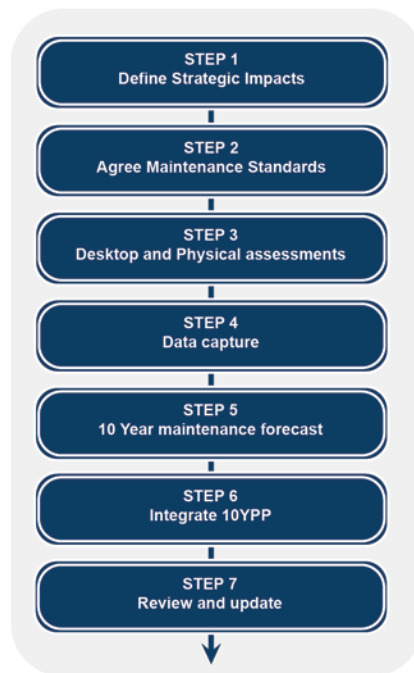 STEP 1
Define Strategic Impacts
STEP 2
Agree Maintenance Standards
STEP 3
Desktop and Physical assessments
STEP 4
Data capture
STEP 5
10 Year maintenance forecast
STEP 6
Integrate 10YPP
STEP 7
Review and update